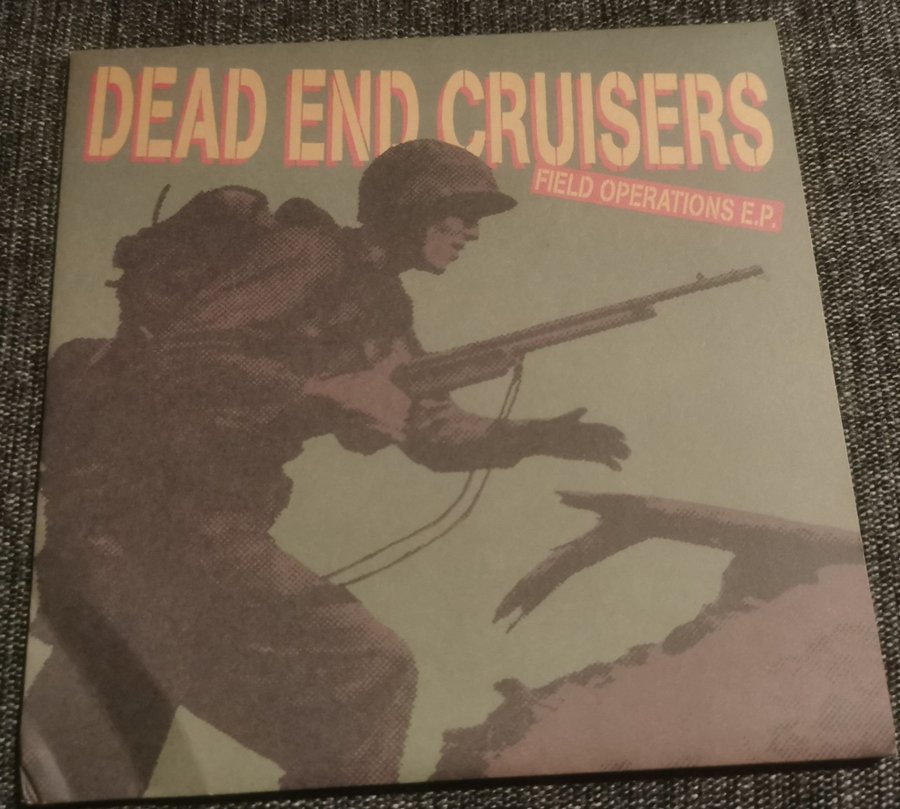 DEAD END CRUISERS
FIELD OPERATIONS E.P.